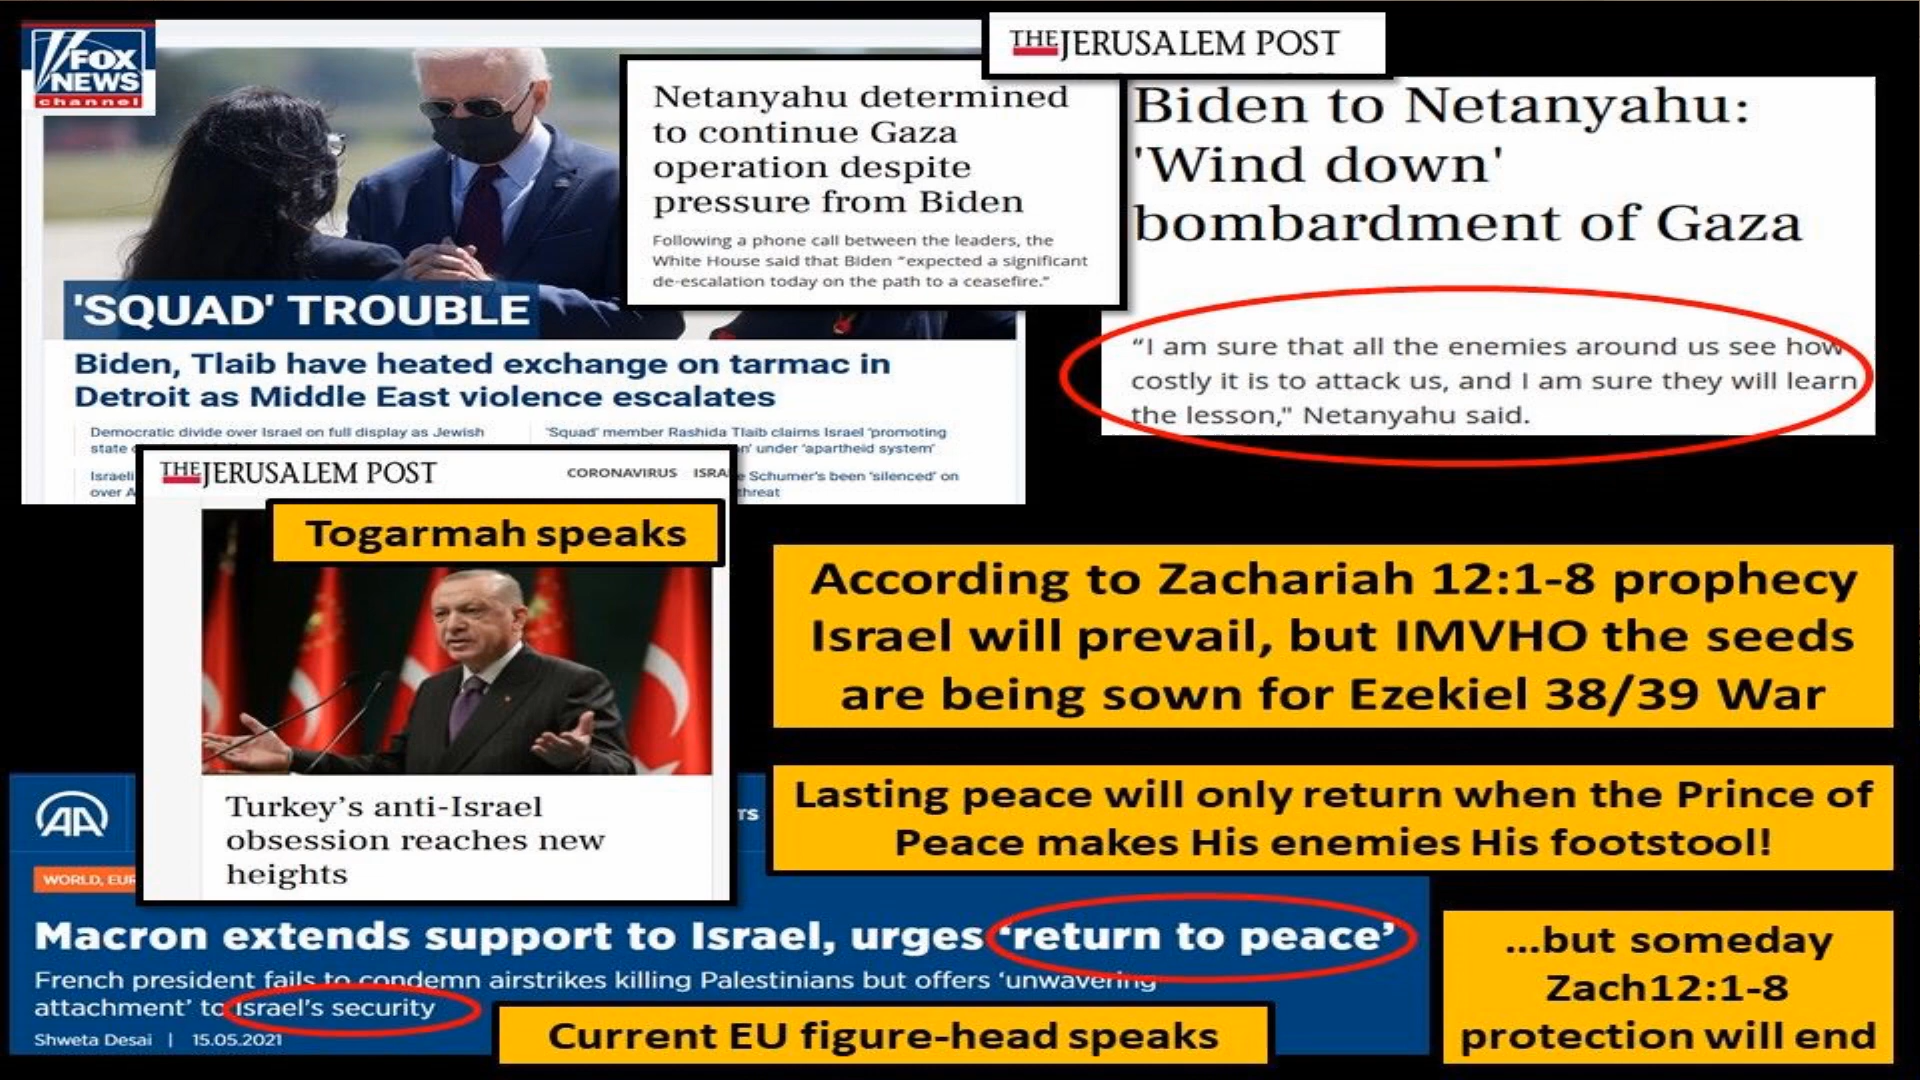 FOX
NEWS
channel
'SQUAD' TROUBLE
Biden, Tlaib have heated exchange on tarmac in
Detroit as Middle East violence escalates
Democratic divide over Israel on full display as Jewish
state
'Squad' member Rashida Tlaib claims Israel 'promoting
under 'apartheid system'
Israeli
over
Schumer's been 'silenced' on
threat
Netanyahu determined
to continue Gaza
operation despite
pressure from Biden
Following a phone call between the leaders, the
White House said that Biden "expected a significant
de-escalation today on the path to a ceasefire."
THE JERUSALEM POST
Biden to Netanyahu:
'Wind down'
bombardment of Gaza
"I am sure that all the enemies around us see how
costly it is to attack us, and I am sure they will learn
the lesson," Netanyahu said.
THE JERUSALEM POST CORONAVIRUS
Togarmah speaks
Turkey's anti-Israel
obsession reaches new
heights
According to Zachariah 12:1-8 prophecy
Israel will prevail, but IMVHO the seeds
are being sown for Ezekiel 38/39 War
Lasting peace will only return when the Prince of
Peace makes His enemies His footstool!
AA
WORLD,
Macron extends support to Israel, urges 'return to peace'
French president fails to condemn airstrikes killing Palestinians but offers 'unwavering
attachment' to Israel's security
Shweta Desai | 15.05.2021
Current EU figure-head speaks
...but someday
Zach12:1-8
protection will end